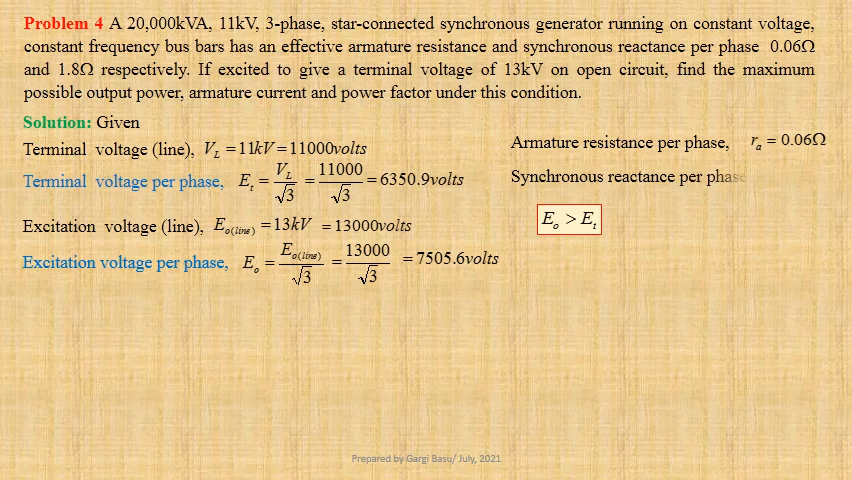 Problem 4 A 20,000kVA, 11kV, 3-phase, star-connected synchronous generator running on constant voltage,
constant frequency bus bars has an effective armature resistance and synchronous reactance per phase 0.06Ω
and 1.8Ω respectively. If excited to give a terminal voltage of 13kV on open circuit, find the maximum
possible output power, armature current and power factor under this condition.
Solution: Given
Terminal voltage (line), V_L = 11kV = 11000volts
Armature resistance per phase, r_a = 0.06Ω
Terminal voltage per phase, E_t = V_L/√3 = 11000/√3 = 6350.9volts
Synchronous reactance per phase
Excitation voltage (line), E_o(line) = 13kV = 13000volts
E_o > E_t
Excitation voltage per phase, E_o = E_o(line)/√3 = 13000/√3 = 7505.6volts
Prepared by Gargi Basu/ July, 2021